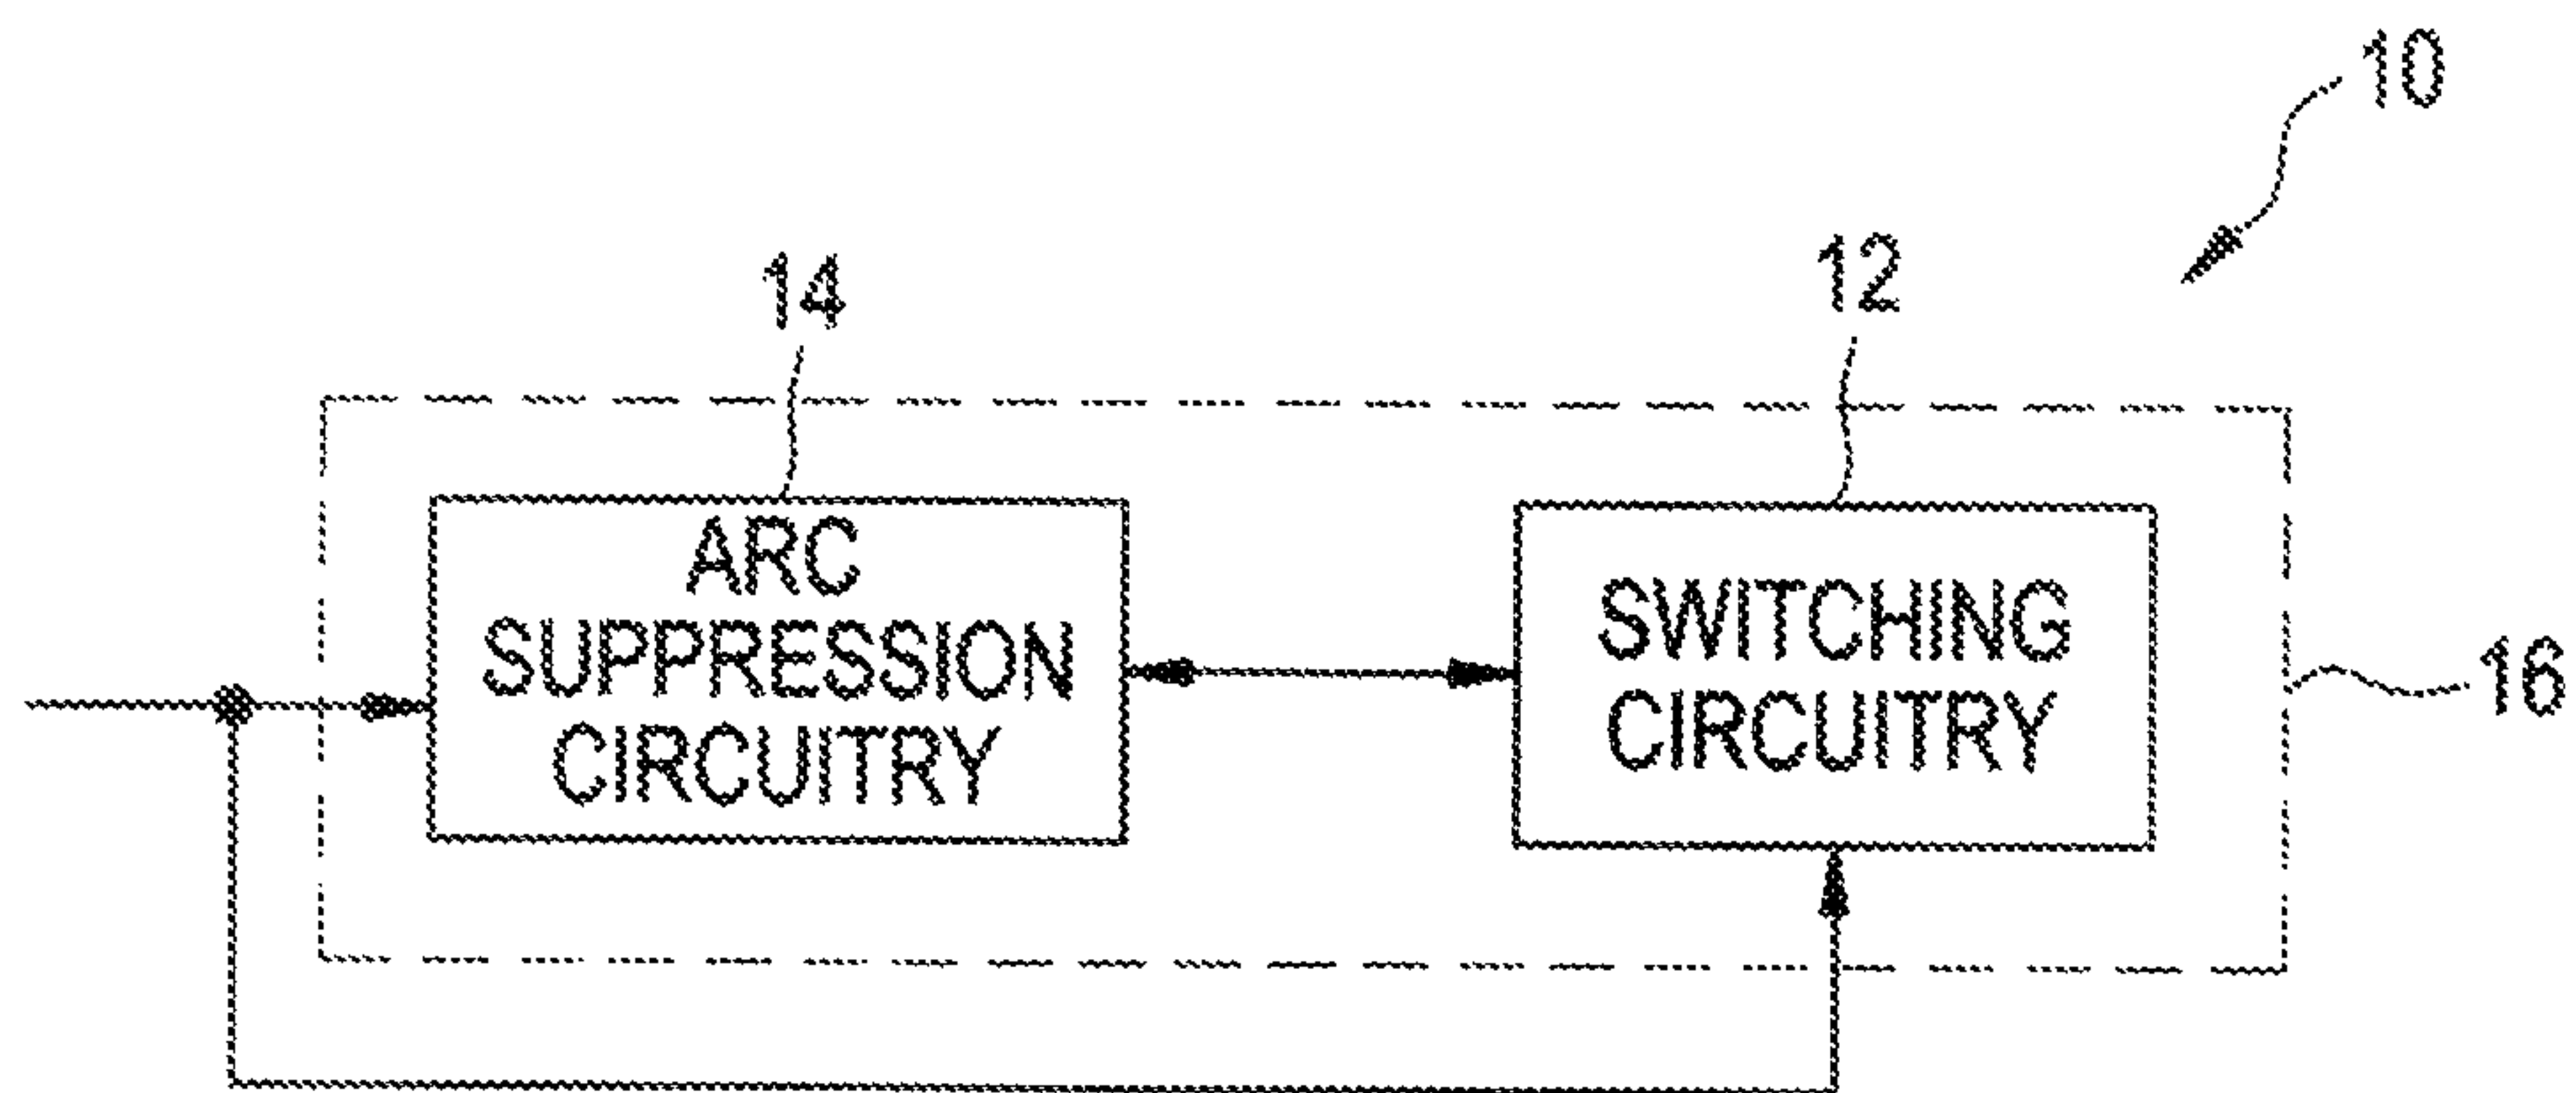 10
14
12
ARC
SUPPRESSION
CIRCUITRY
SWITCHING
CIRCUITRY
16